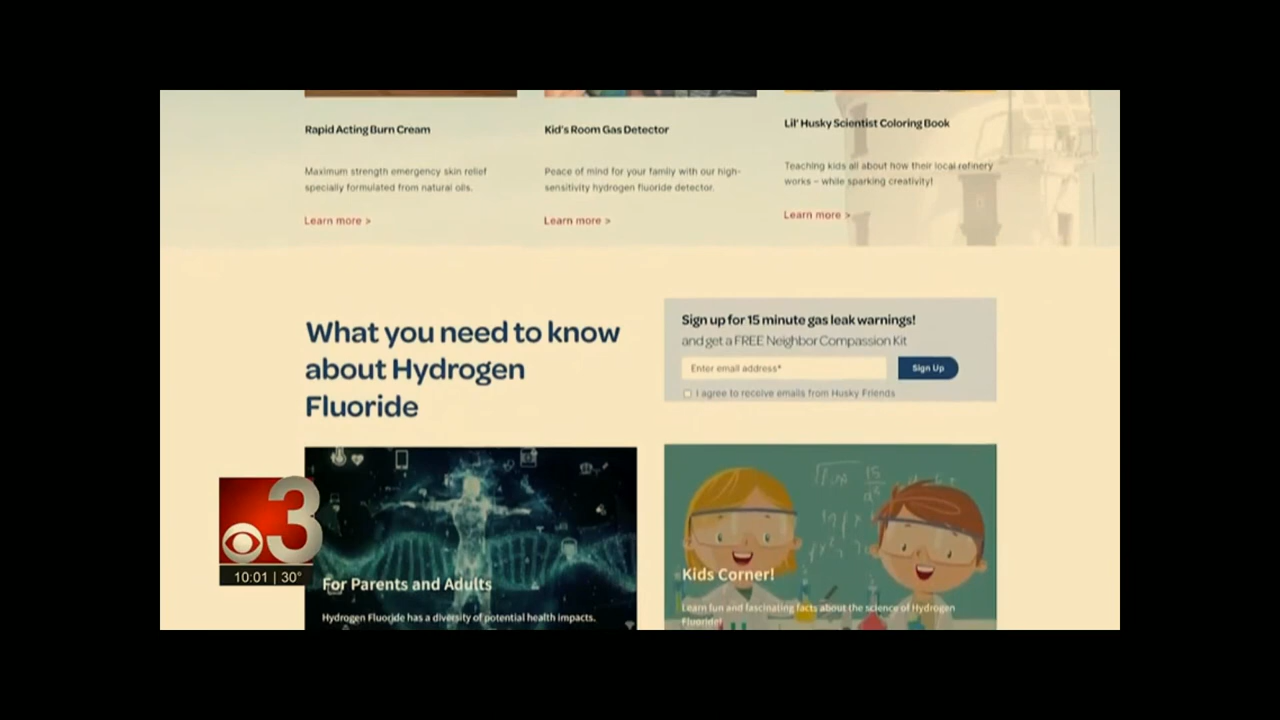 Rapid Acting Burn Cream
Maximum strength emergency skin relief
specially formulated from natural oils.
Learn more >
Kid's Room Gas Detector
Peace of mind for your family with our high-
sensitivity hydrogen fluoride detector.
Learn more >
Lil' Husky Scientist Coloring Book
Teaching kids all about how their local refinery
works – while sparking creativity!
Learn more >
What you need to know
about Hydrogen
Fluoride
Sign up for 15 minute gas leak warnings!
and get a FREE Neighbor Compassion Kit
Enter email address*
Sign Up
I agree to receive emails from Husky Friends
For Parents and Adults
Hydrogen Fluoride has a diversity of potential health impacts.
Kids Corner!
Learn fun and fascinating facts about the science of Hydrogen
Fluoride!
3
10:01 | 30°